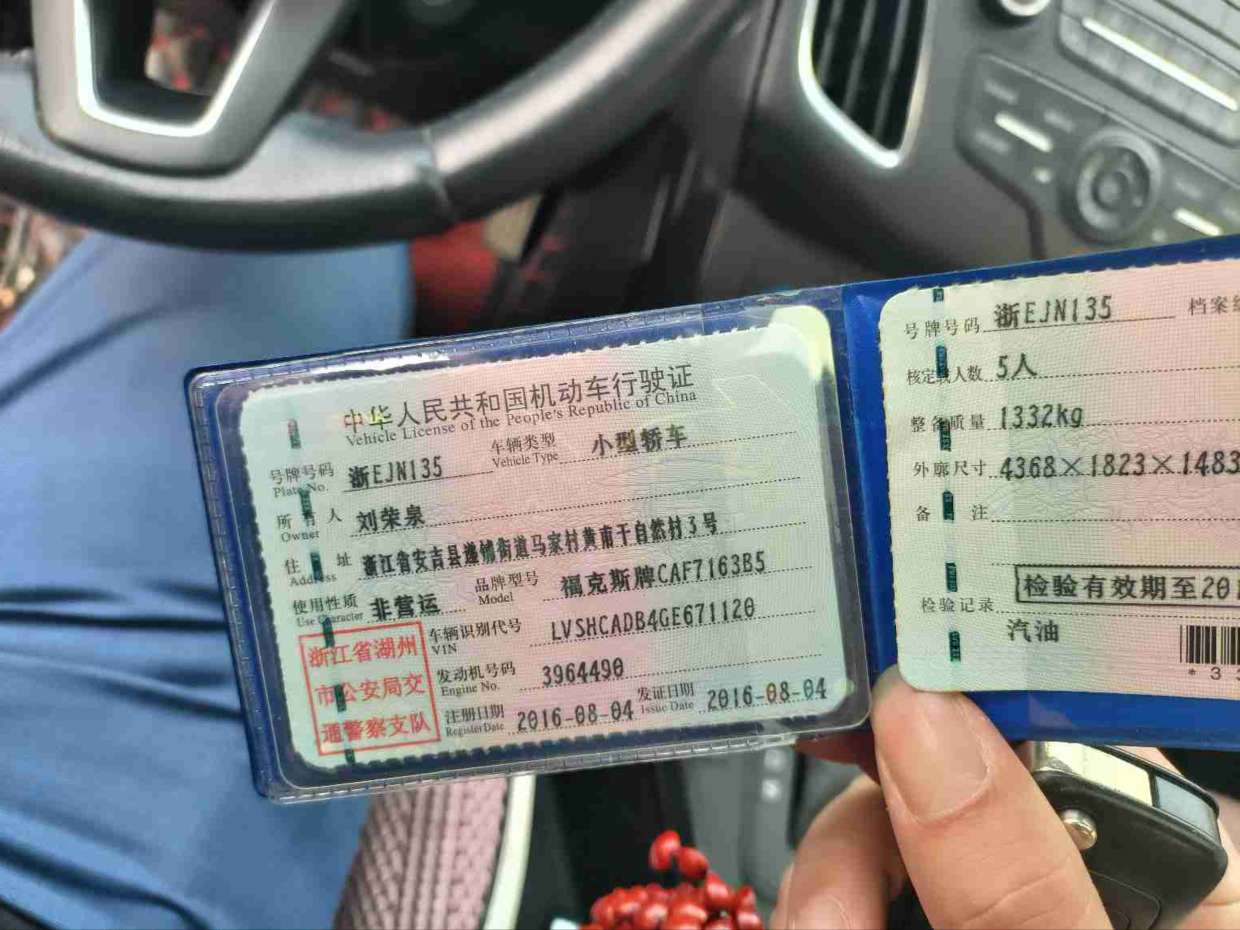 中华人民共和国机动车行驶证
Vehicle License of the People's Republic of China
号牌号码 浙EJN135 车辆类型 小型轿车
Plate No. Vehicle Type
所有人 刘荣泉
Owner
住址 浙江省安吉县递铺街道马家村黄甫干自然村3号
Address
使用性质 非营运 品牌型号 福克斯牌CAF7163B5
Use Character Model
浙江省湖州
市公安局交
通警察支队
车辆识别代号 LVSHCADB4GE671120
VIN
发动机号码 3964490
Engine No.
注册日期 2016-08-04 发证日期 2016-08-04
Register Date Issue Date
号牌号码 浙EJN135 档案
核定载人数 5人
整备质量 1332kg
外廓尺寸 4368×1823×1483
备注
检验有效期至201
检验记录
汽油
*33